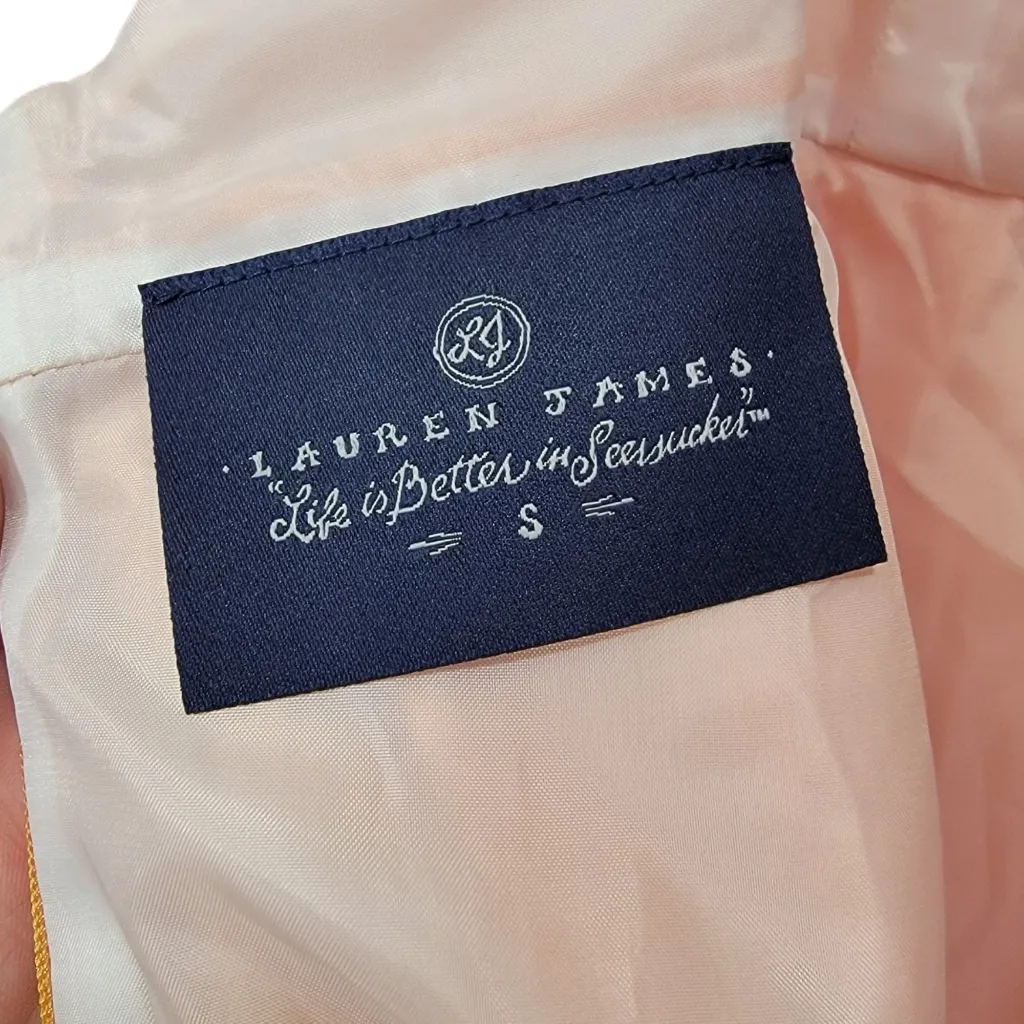 LJ
· LAUREN JAMES ·
"Life is Better in Seersucker"™
S